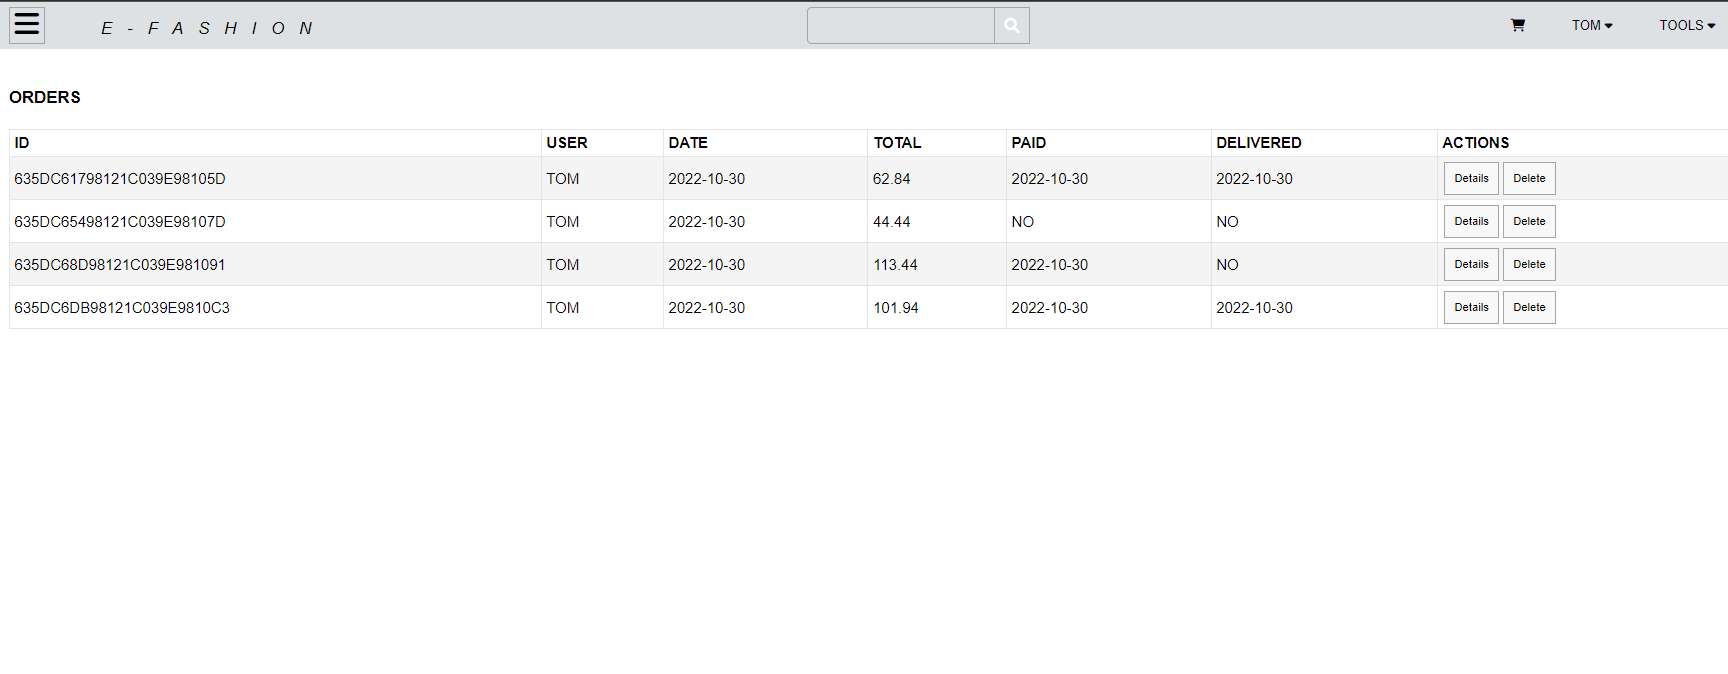 E - F A S H I O N TOM TOOLS
ORDERS
ID USER DATE TOTAL PAID DELIVERED ACTIONS
635DC61798121C039E98105D TOM 2022-10-30 62.84 2022-10-30 2022-10-30 Details Delete
635DC65498121C039E98107D TOM 2022-10-30 44.44 NO NO Details Delete
635DC68D98121C039E981091 TOM 2022-10-30 113.44 2022-10-30 NO Details Delete
635DC6DB98121C039E9810C3 TOM 2022-10-30 101.94 2022-10-30 2022-10-30 Details Delete